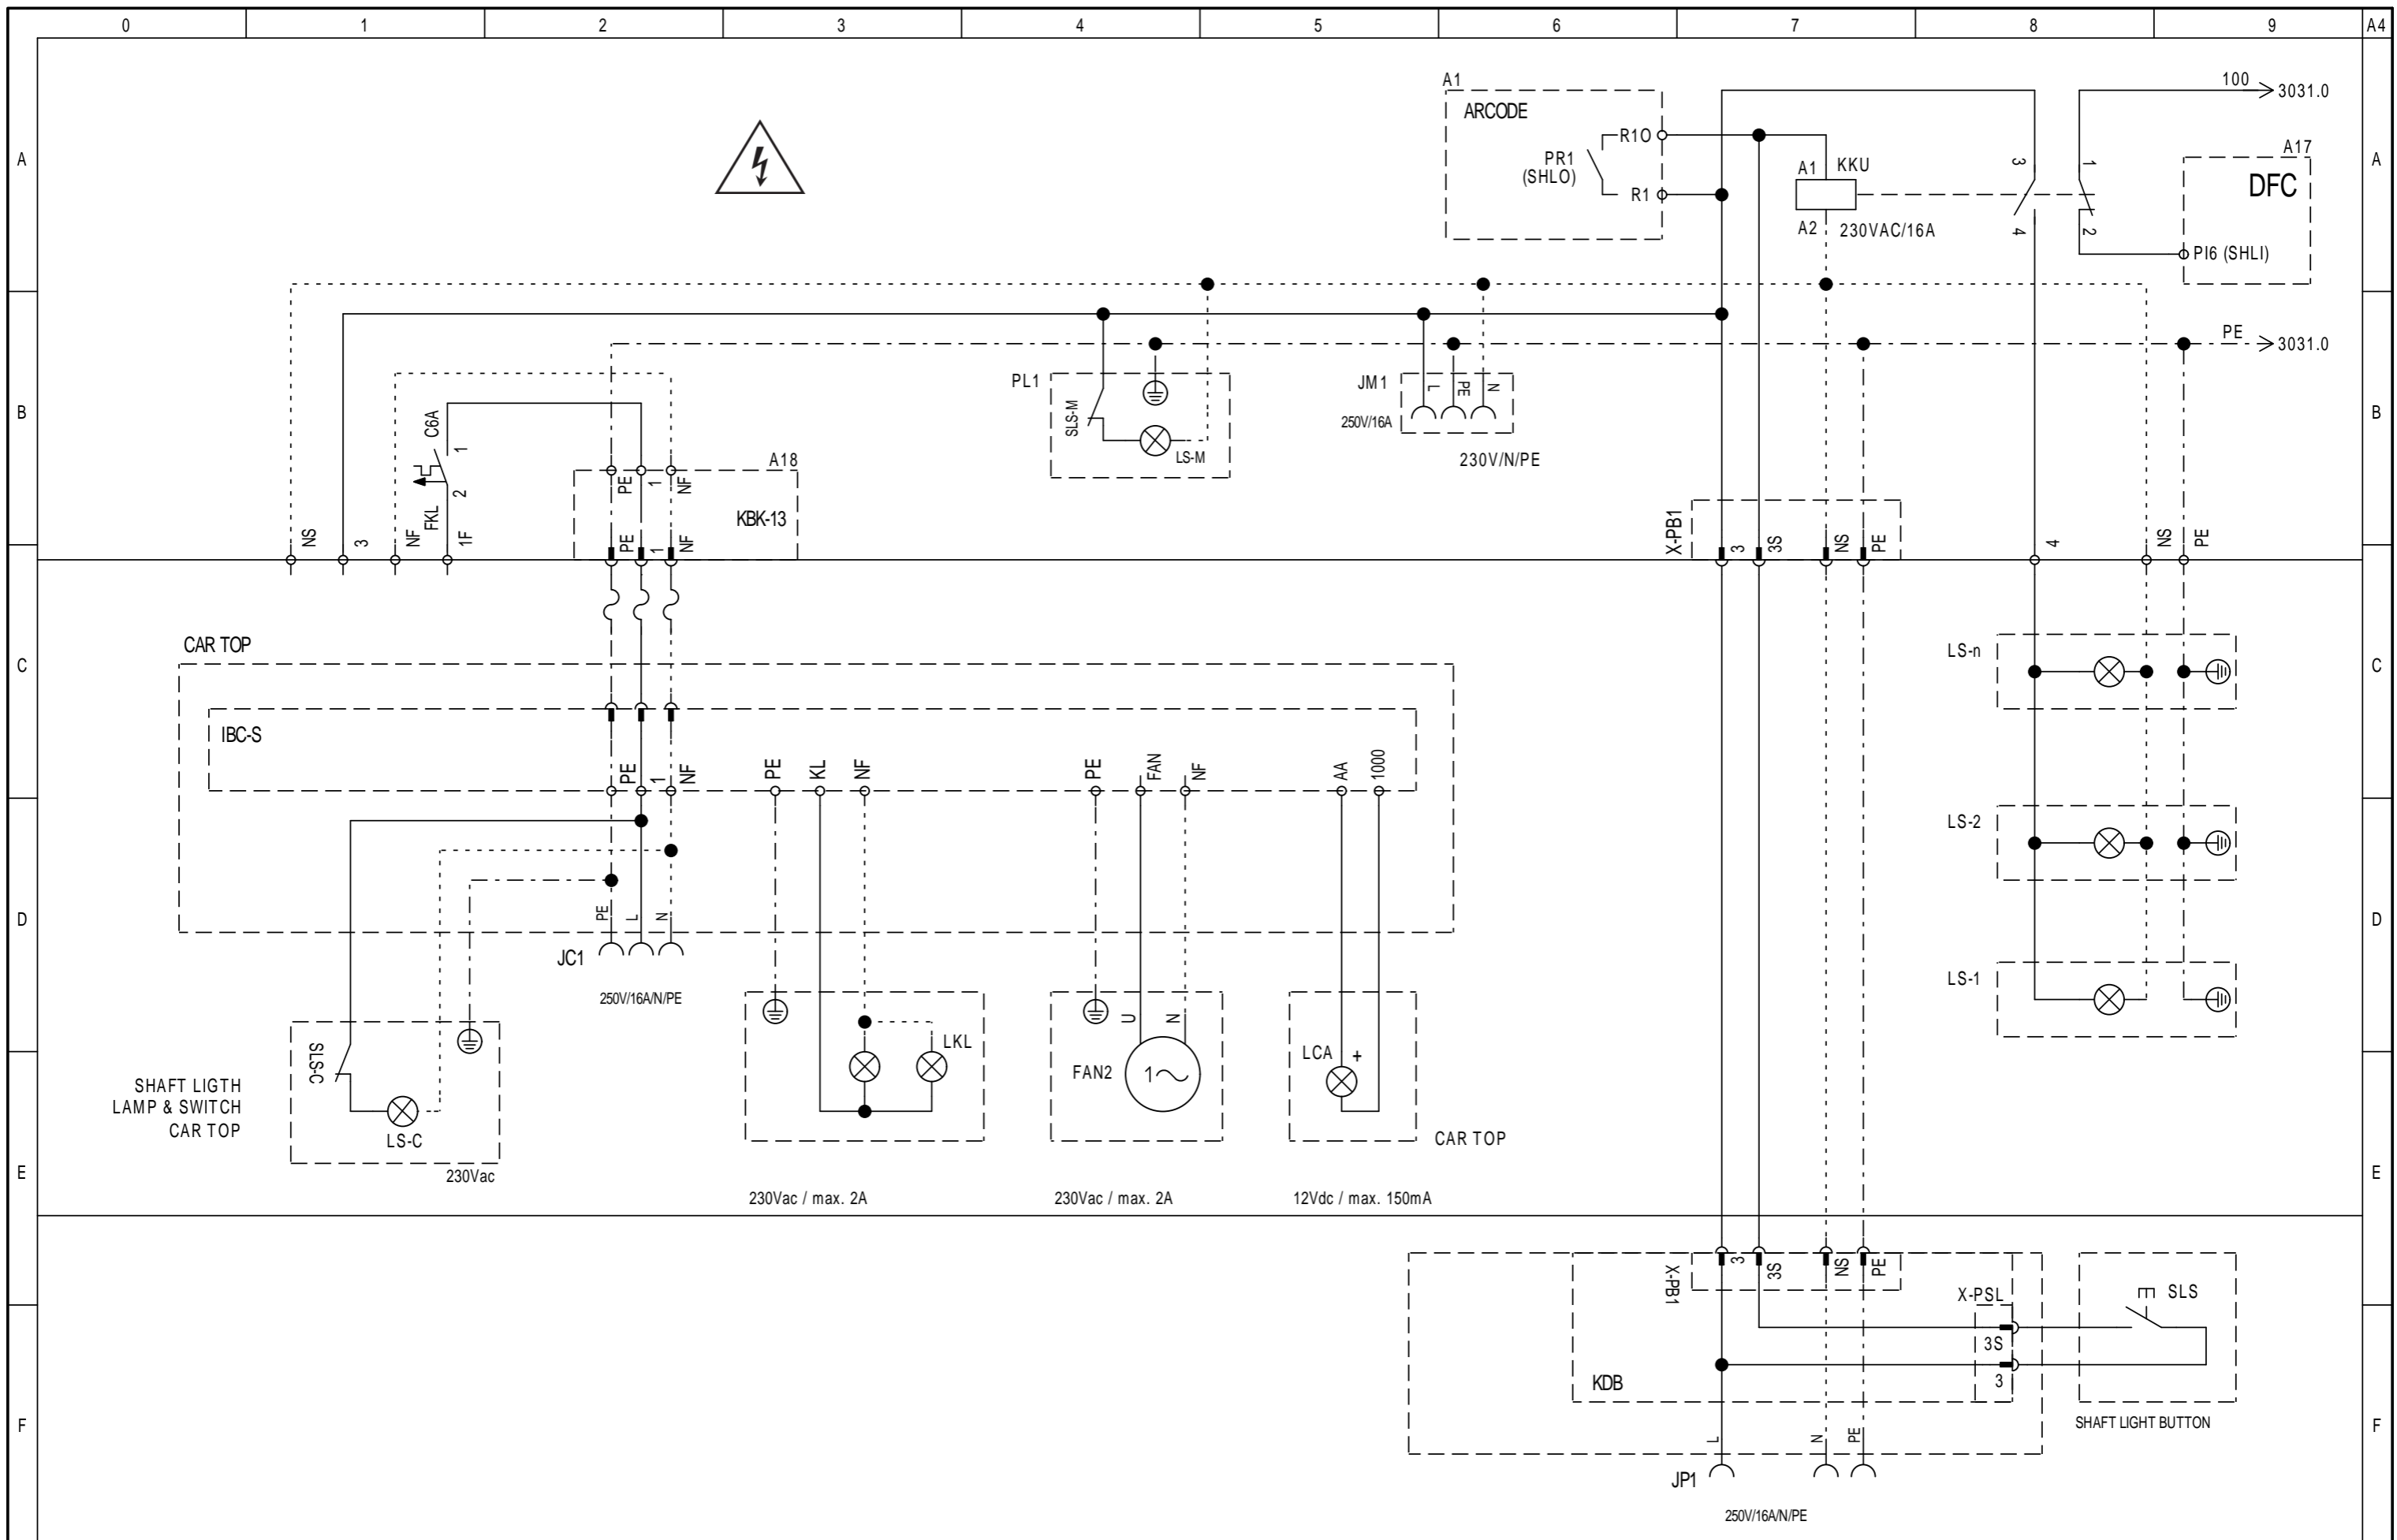 0 1 2 3 4 5 6 7 8 9 A4
A
A1
ARCODE
R1O
PR1
(SHLO)
R1
A1 KKU
A2 230VAC/16A
3
4
1
2
100 3031.0
A17
DFC
PI6 (SHLI)
A
B
C6A
1
2
FKL
NS
3
NF
1F
A18
PE
1
NF
KBK-13
PE
1
NF
PL1
SLS-M
LS-M
JM1
L
PE
N
250V/16A
230V/N/PE
PE 3031.0
X-PB1
3
3S
NS
PE
4
NS
PE
B
C
CAR TOP
IBC-S
PE
1
NF
PE
KL
NF
PE
FAN
NF
AA
1000
LS-n
C
D
PE
L
N
JC1
250V/16A/N/PE
LS-2
LS-1
D
E
SHAFT LIGTH
LAMP & SWITCH
CAR TOP
SLS-C
LS-C
230Vac
LKL
230Vac / max. 2A
U
N
FAN2
1
230Vac / max. 2A
LCA +
CAR TOP
12Vdc / max. 150mA
E
F
X-PB1
3
3S
NS
PE
X-PSL
3S
3
KDB
SLS
SHAFT LIGHT BUTTON
L
N
PE
JP1
250V/16A/N/PE
F